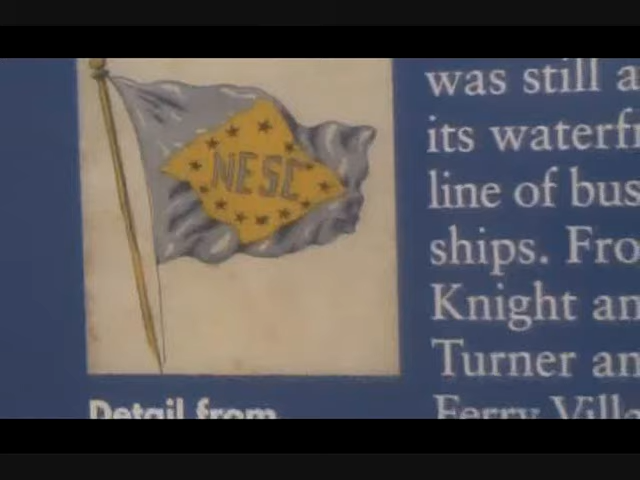 NESC
Detail from
was still a
its waterfr
line of bus
ships. Fro
Knight an
Turner an
Ferry Villa